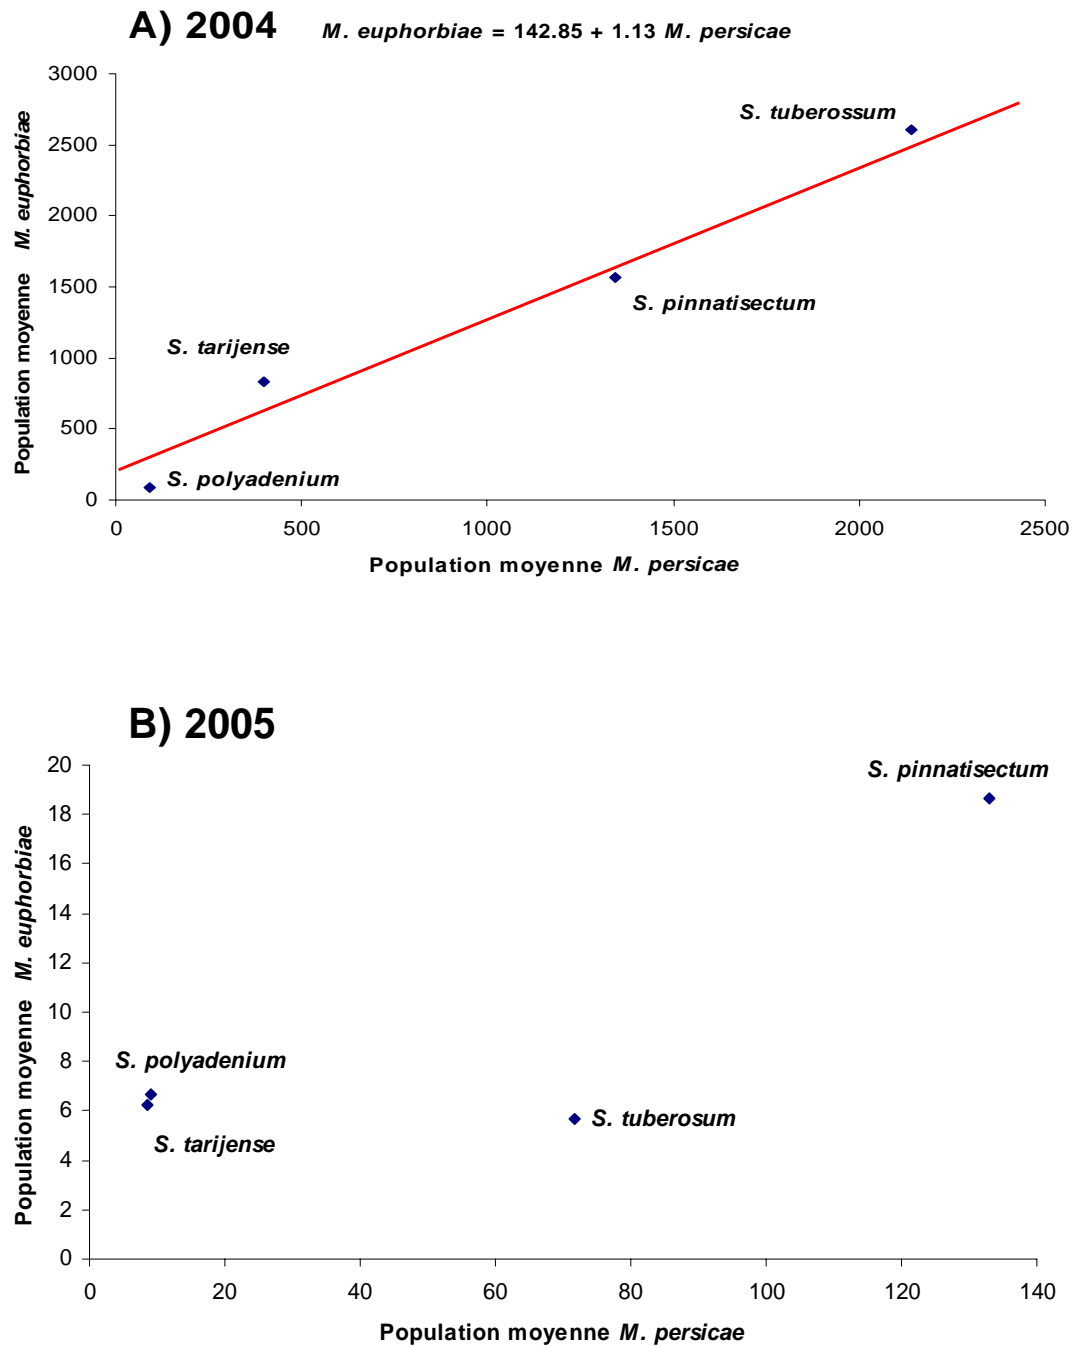 A) 2004 M. euphorbiae = 142.85 + 1.13 M. persicae
3000
2500
2000
1500
1000
500
0
Population moyenne M. euphorbiae
S. tuberossum
S. pinnatisectum
S. tarijense
S. polyadenium
0 500 1000 1500 2000 2500
Population moyenne M. persicae
B) 2005
20
18
16
14
12
10
8
6
4
2
0
Population moyenne M. euphorbiae
S. pinnatisectum
S. polyadenium
S. tuberosum
S. tarijense
0 20 40 60 80 100 120 140
Population moyenne M. persicae